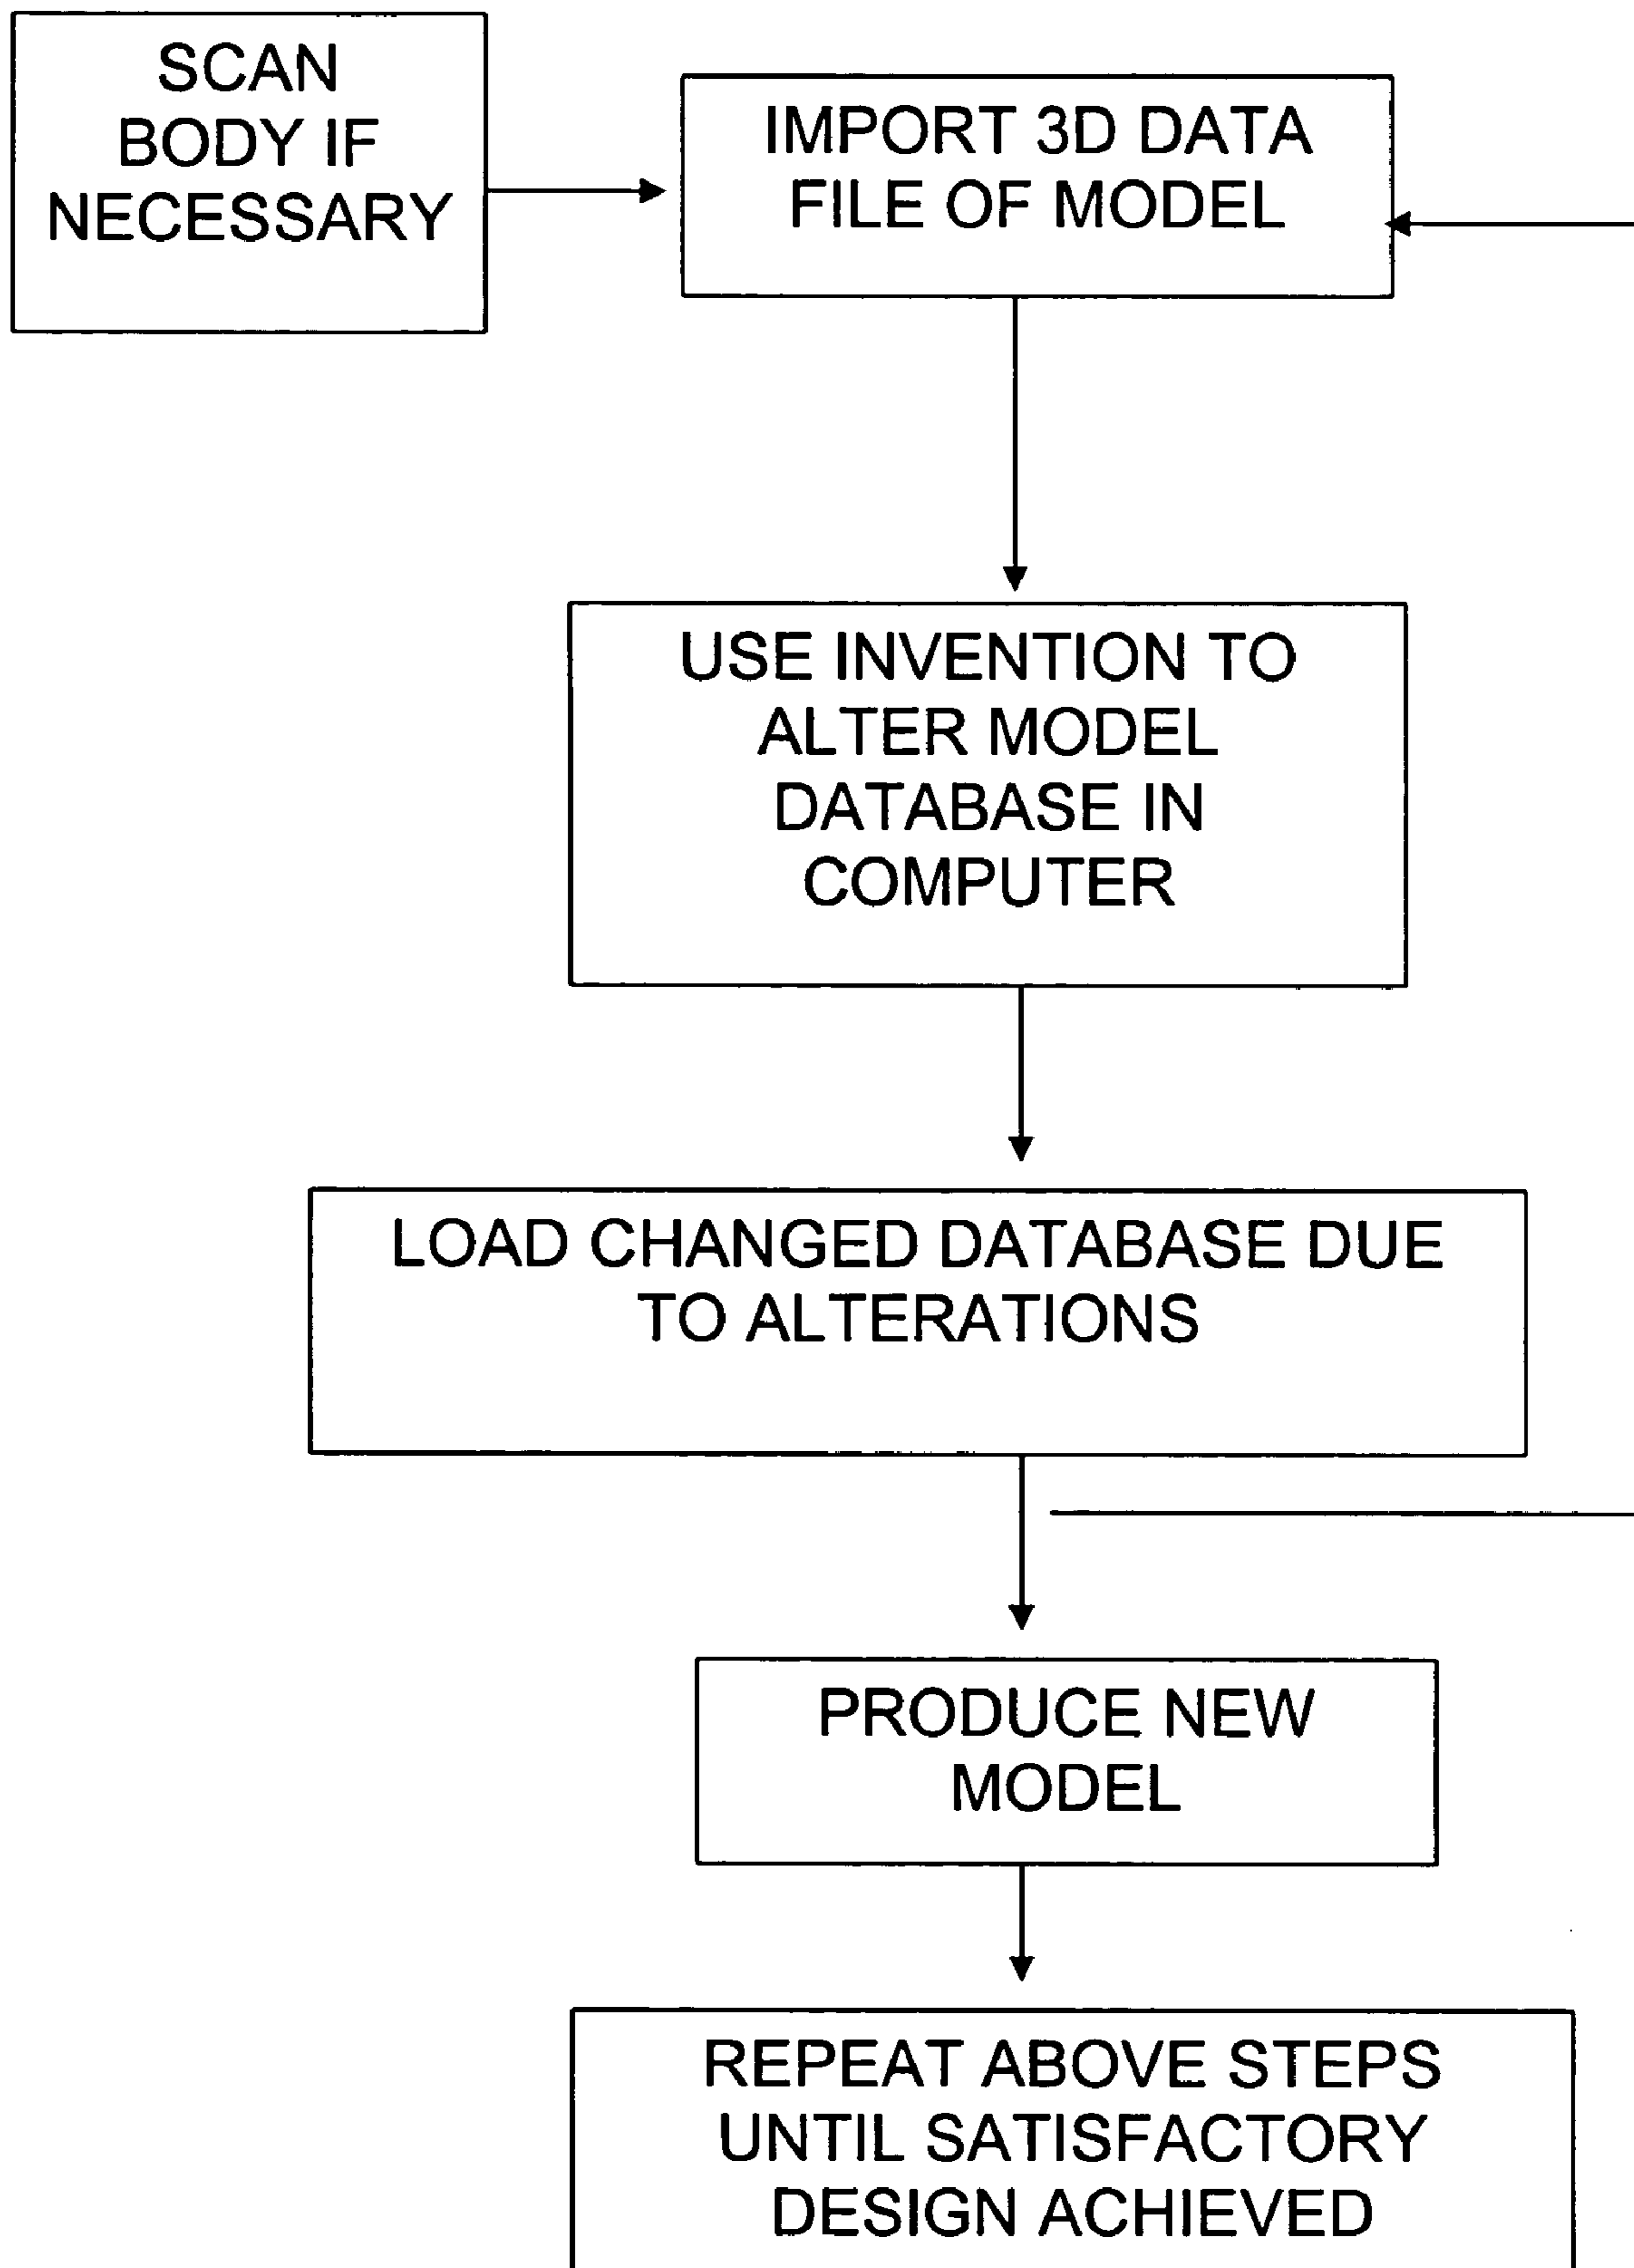 SCAN
BODY IF
NECESSARY
IMPORT 3D DATA
FILE OF MODEL
USE INVENTION TO
ALTER MODEL
DATABASE IN
COMPUTER
LOAD CHANGED DATABASE DUE
TO ALTERATIONS
PRODUCE NEW
MODEL
REPEAT ABOVE STEPS
UNTIL SATISFACTORY
DESIGN ACHIEVED